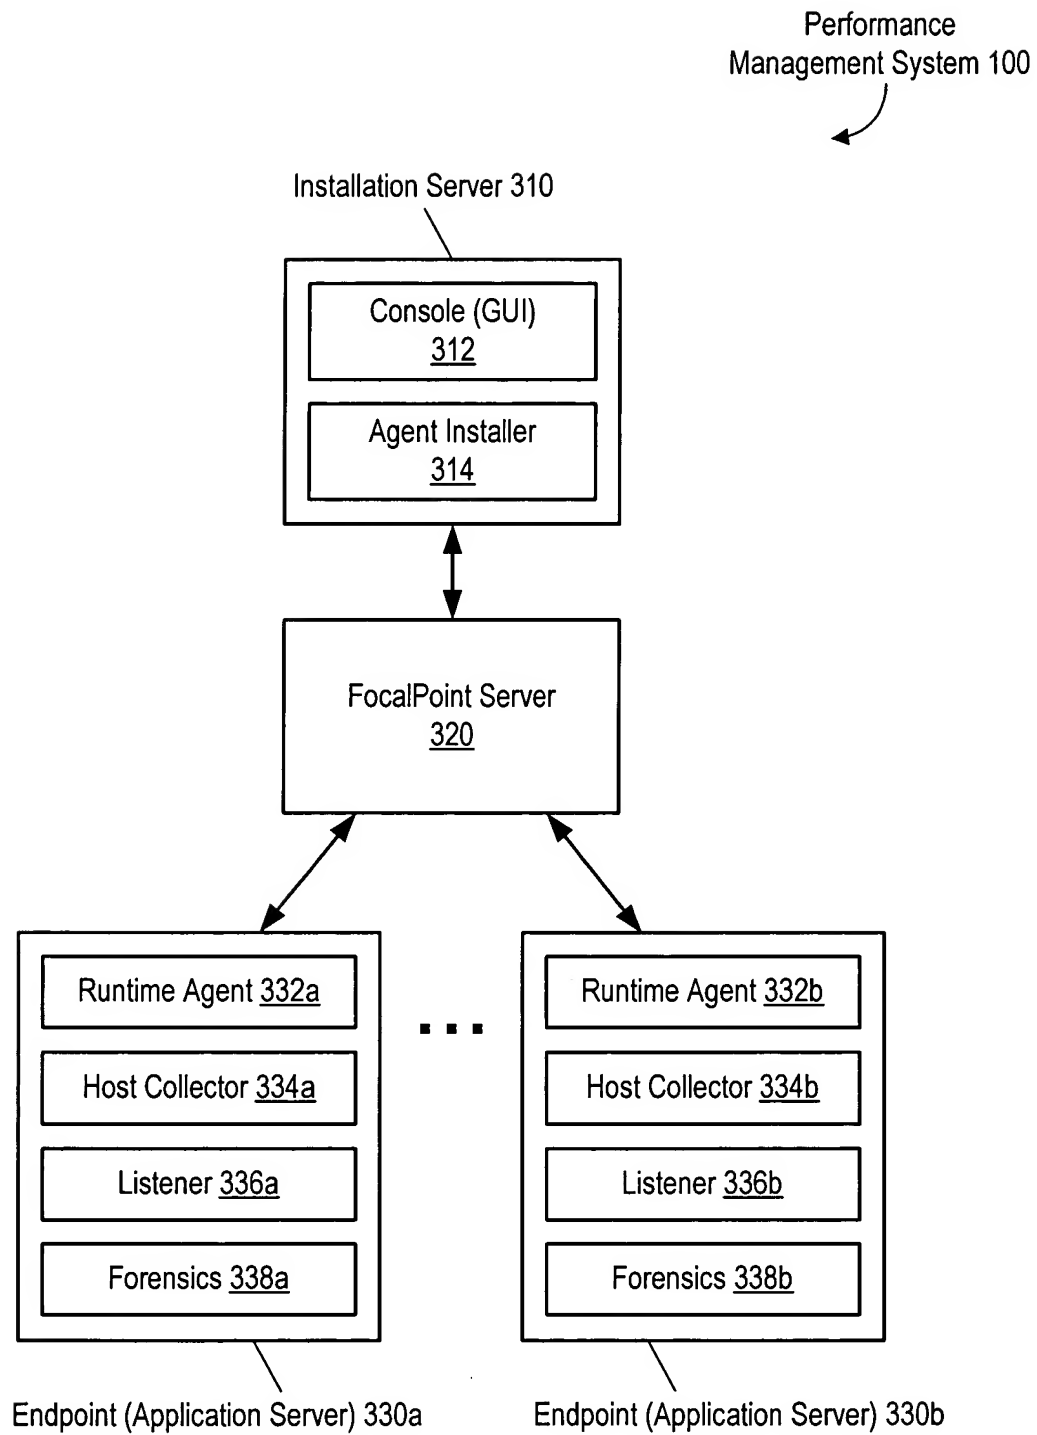 Performance
Management System 100
Installation Server 310
Console (GUI)
312
Agent Installer
314
FocalPoint Server
320
Runtime Agent 332a
Host Collector 334a
Listener 336a
Forensics 338a
Runtime Agent 332b
Host Collector 334b
Listener 336b
Forensics 338b
Endpoint (Application Server) 330a
Endpoint (Application Server) 330b